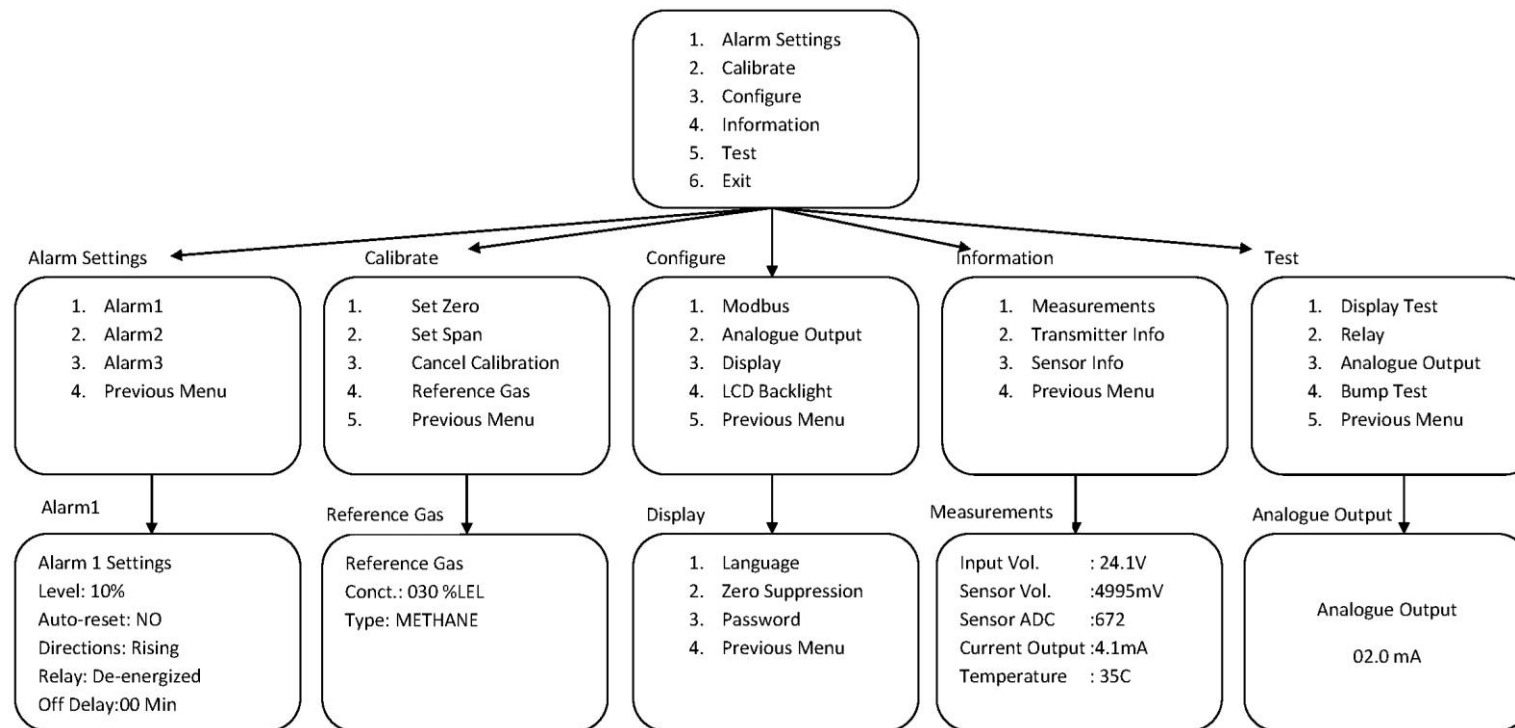 1. Alarm Settings
2. Calibrate
3. Configure
4. Information
5. Test
6. Exit
Alarm Settings
1. Alarm1
2. Alarm2
3. Alarm3
4. Previous Menu
Calibrate
1. Set Zero
2. Set Span
3. Cancel Calibration
4. Reference Gas
5. Previous Menu
Configure
1. Modbus
2. Analogue Output
3. Display
4. LCD Backlight
5. Previous Menu
Information
1. Measurements
2. Transmitter Info
3. Sensor Info
4. Previous Menu
Test
1. Display Test
2. Relay
3. Analogue Output
4. Bump Test
5. Previous Menu
Alarm1
Alarm 1 Settings
Level: 10%
Auto-reset: NO
Directions: Rising
Relay: De-energized
Off Delay:00 Min
Reference Gas
Reference Gas
Conct.: 030 %LEL
Type: METHANE
Display
1. Language
2. Zero Suppression
3. Password
4. Previous Menu
Measurements
Input Vol. : 24.1V
Sensor Vol. :4995mV
Sensor ADC :672
Current Output :4.1mA
Temperature : 35C
Analogue Output
Analogue Output
02.0 mA